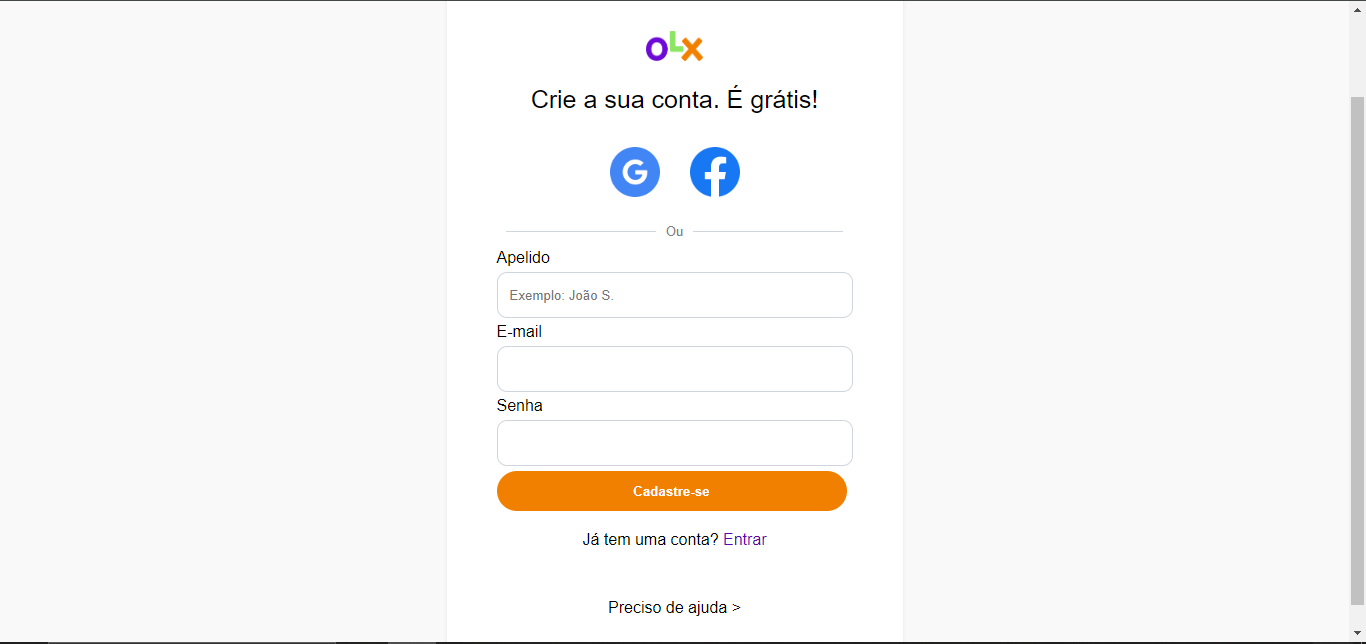 OLX
Crie a sua conta. É grátis!
G f
Ou
Apelido
Exemplo: João S.
E-mail
Senha
Cadastre-se
Já tem uma conta? Entrar
Preciso de ajuda >